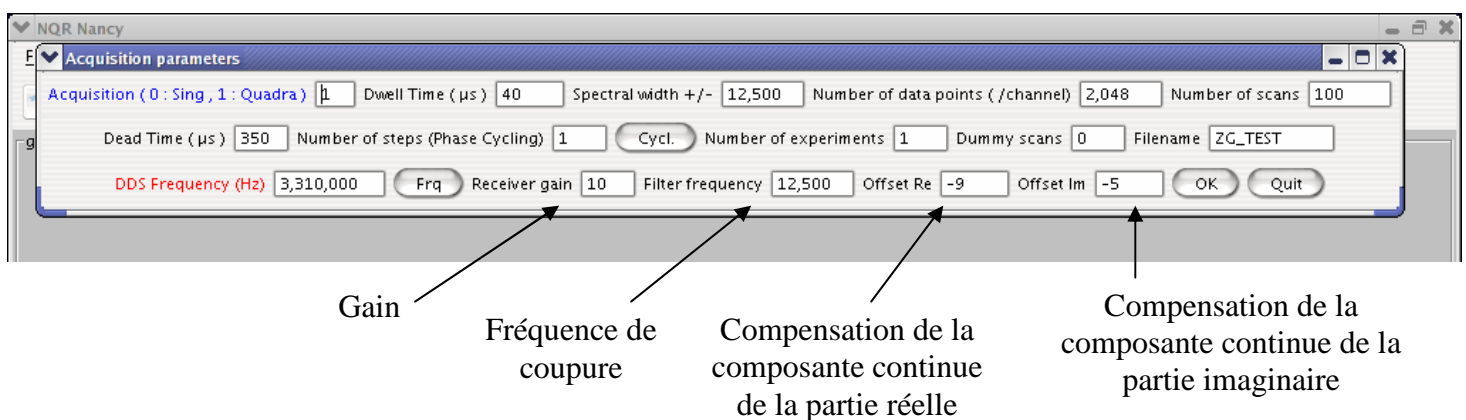 NQR Nancy
F
Acquisition parameters
Acquisition ( 0 : Sing , 1 : Quadra ) 1 Dwell Time ( µs ) 40 Spectral width +/- 12,500 Number of data points ( /channel) 2,048 Number of scans 100
g
Dead Time ( µs ) 350 Number of steps (Phase Cycling) 1 Cycl. Number of experiments 1 Dummy scans 0 Filename ZG_TEST
DDS Frequency (Hz) 3,310,000 Frq Receiver gain 10 Filter frequency 12,500 Offset Re -9 Offset Im -5 OK Quit
Gain
Fréquence de
coupure
Compensation de la
composante continue
de la partie réelle
Compensation de la
composante continue de la
partie imaginaire